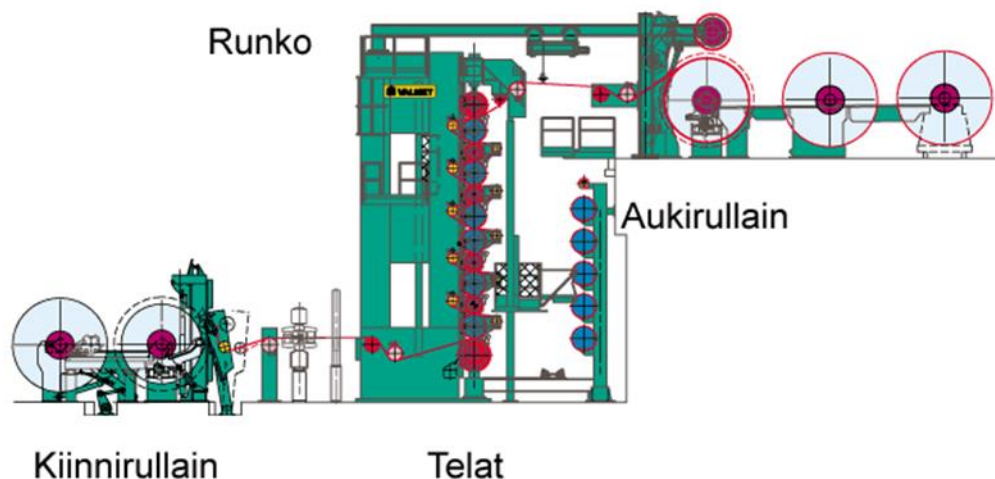 Runko
VALMET
Aukirullain
Kiinnirullain
Telat